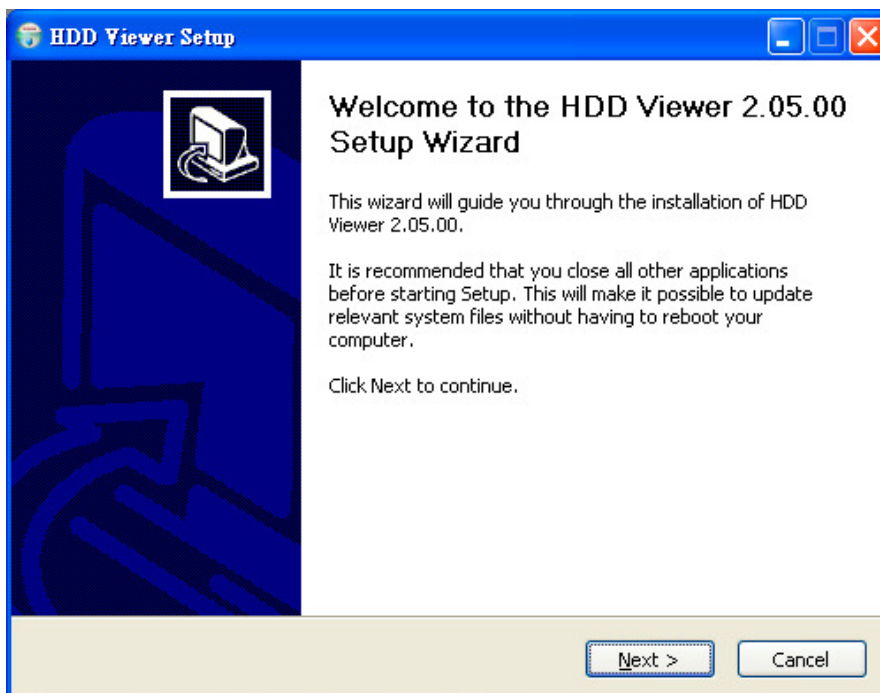 HDD Viewer Setup
Welcome to the HDD Viewer 2.05.00
Setup Wizard
This wizard will guide you through the installation of HDD
Viewer 2.05.00.
It is recommended that you close all other applications
before starting Setup. This will make it possible to update
relevant system files without having to reboot your
computer.
Click Next to continue.
Next >
Cancel